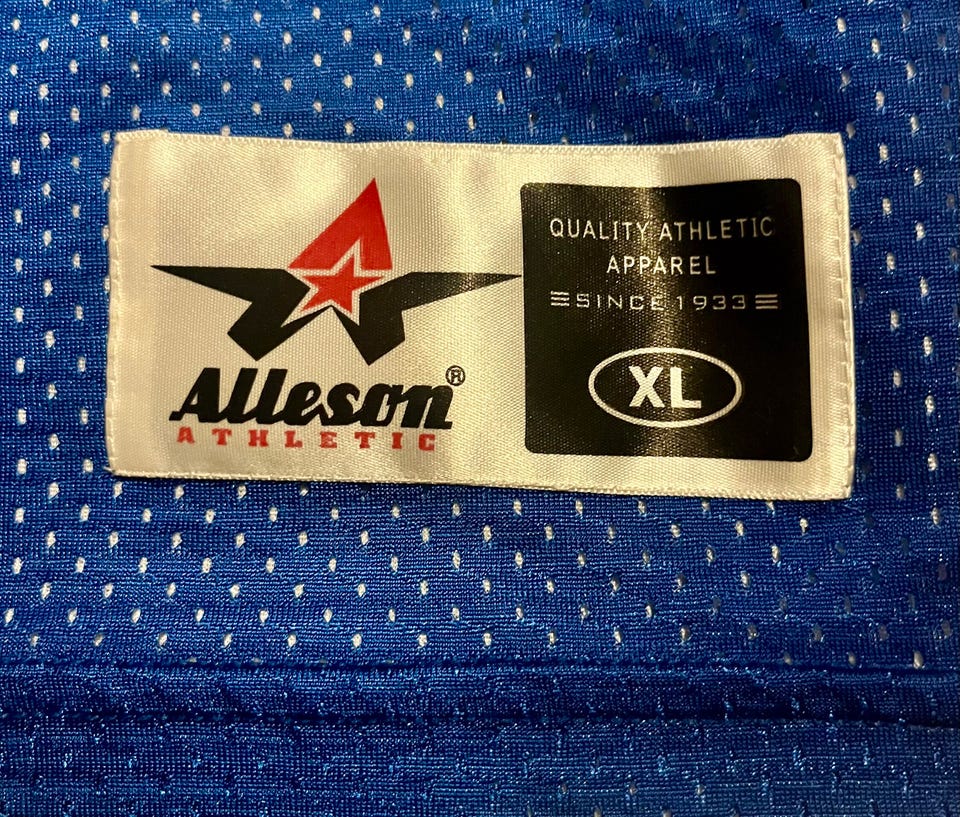 Alleson®
ATHLETIC
QUALITY ATHLETIC
APPAREL
SINCE 1933
XL